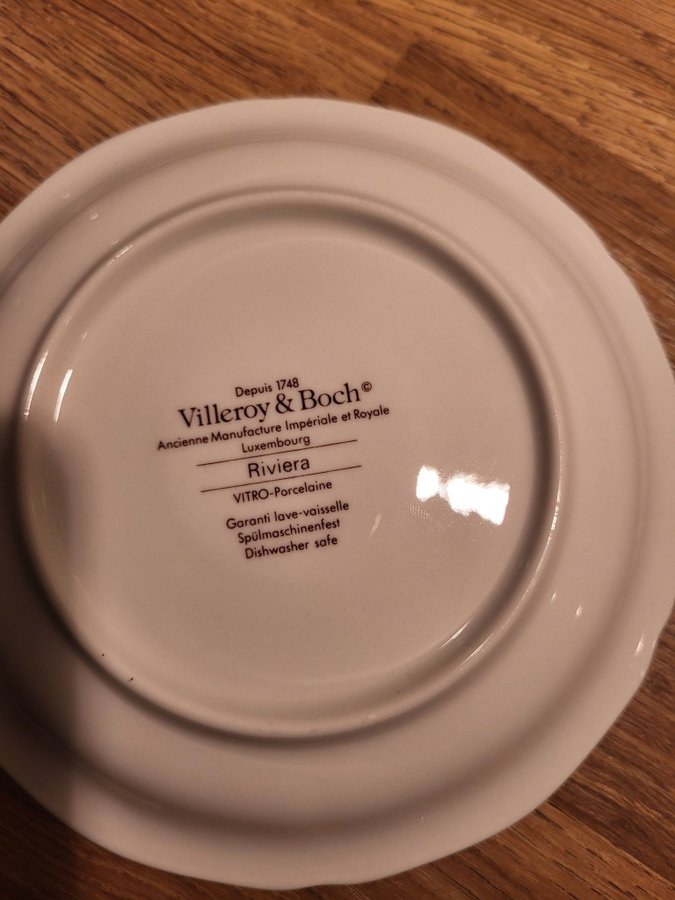 Depuis 1748
Villeroy & Boch©
Ancienne Manufacture Impériale et Royale
Luxembourg
Riviera
VITRO-Porcelaine
Garanti lave-vaisselle
Spülmaschinenfest
Dishwasher safe